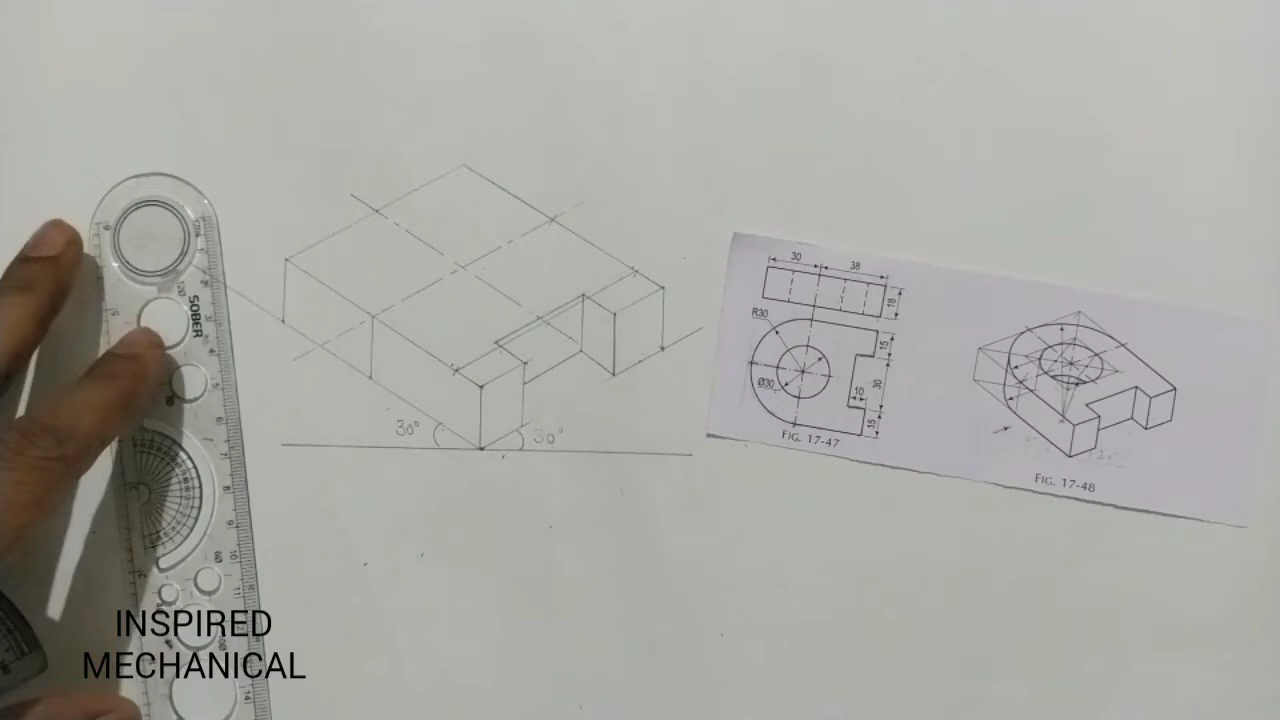 SOBER
30°
30°
30
38
18
R30
Ø30
15
30
10
15
FIG. 17-47
FIG. 17-48
INSPIRED
MECHANICAL